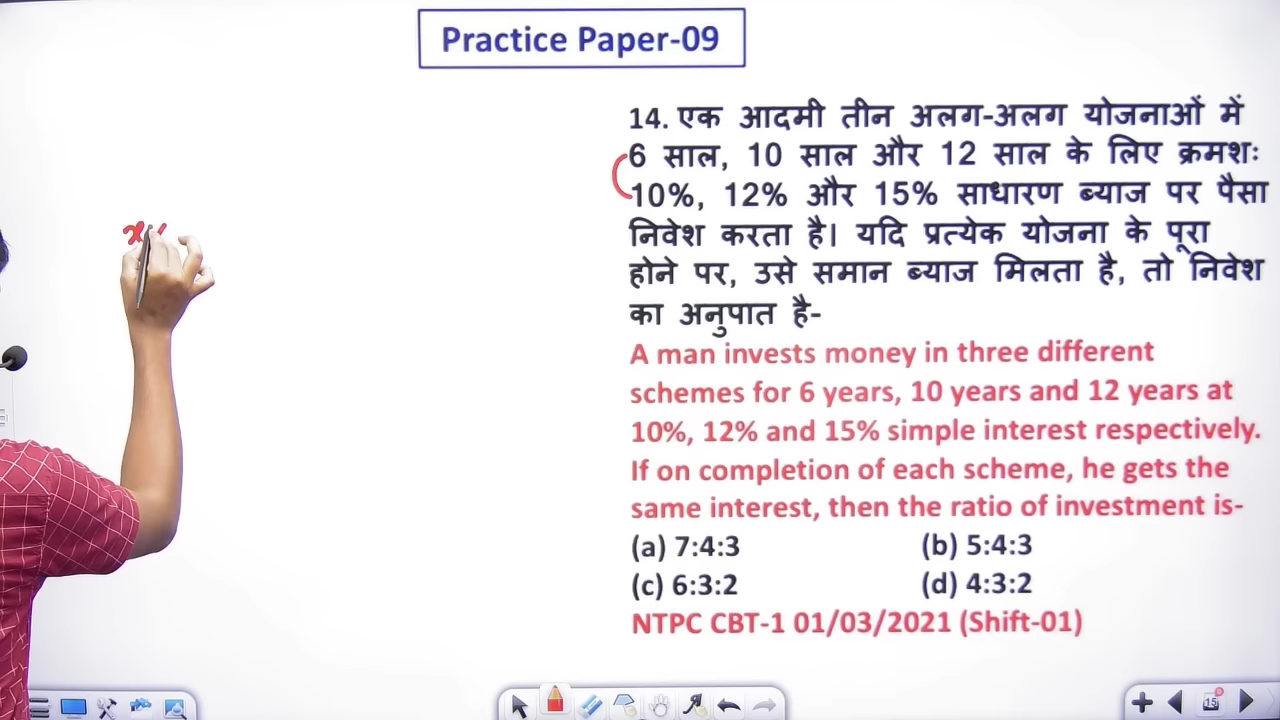 Practice Paper-09
14. एक आदमी तीन अलग-अलग योजनाओं में
6 साल, 10 साल और 12 साल के लिए क्रमशः
10%, 12% और 15% साधारण ब्याज पर पैसा
निवेश करता है। यदि प्रत्येक योजना के पूरा
होने पर, उसे समान ब्याज मिलता है, तो निवेश
का अनुपात है-
A man invests money in three different
schemes for 6 years, 10 years and 12 years at
10%, 12% and 15% simple interest respectively.
If on completion of each scheme, he gets the
same interest, then the ratio of investment is-
(a) 7:4:3 (b) 5:4:3
(c) 6:3:2 (d) 4:3:2
NTPC CBT-1 01/03/2021 (Shift-01)
15